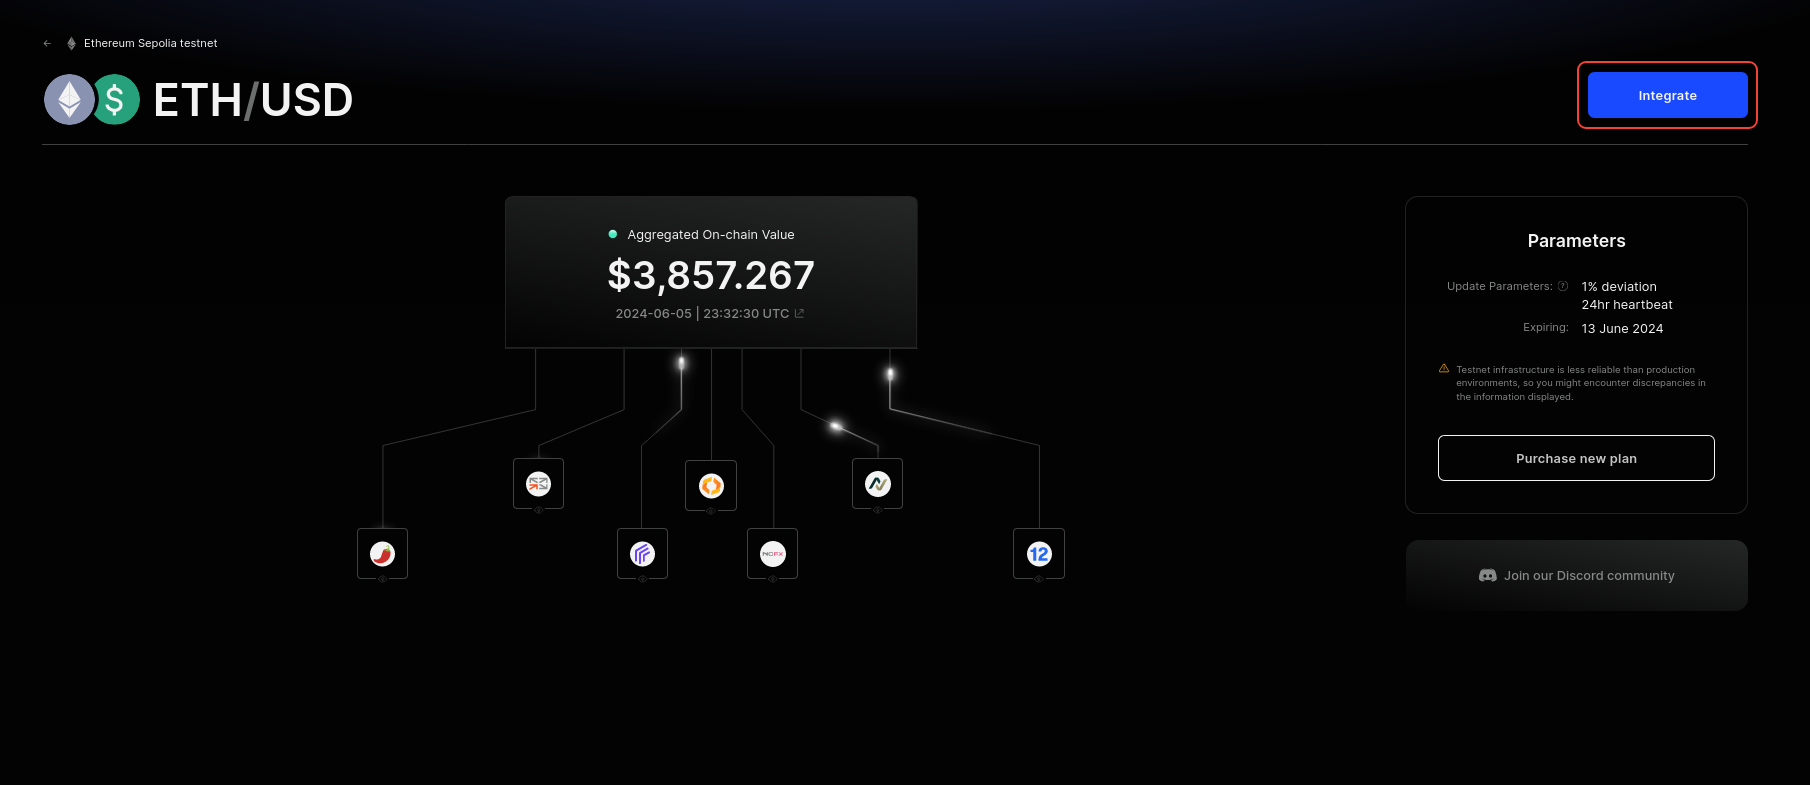 ← Ethereum Sepolia testnet
ETH/USD
Integrate
Aggregated On-chain Value
$3,857.267
2024-06-05 | 23:32:30 UTC
Parameters
Update Parameters: 1% deviation
24hr heartbeat
Expiring: 13 June 2024
Testnet infrastructure is less reliable than production
environments, so you might encounter discrepancies in
the information displayed.
Purchase new plan
NCFX
12
Join our Discord community